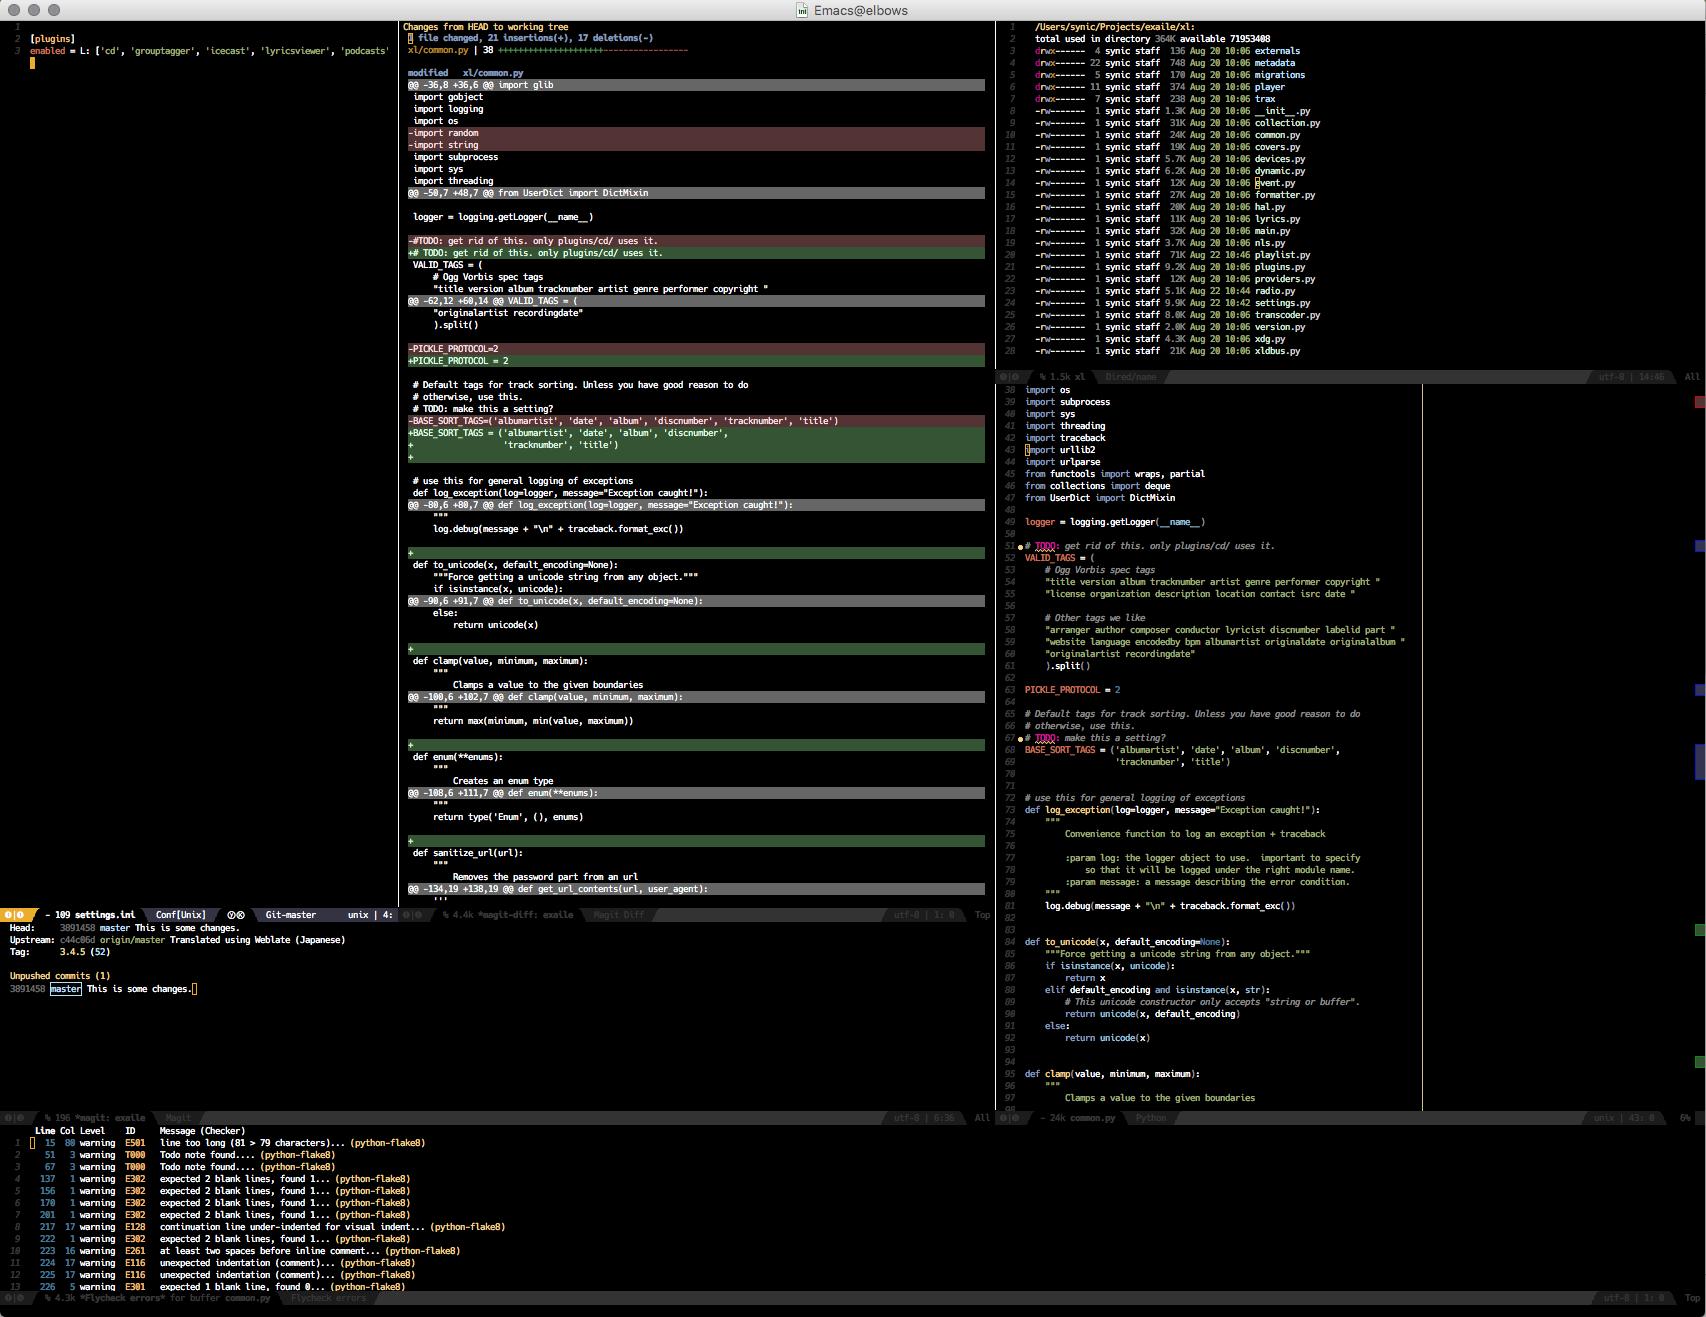 Emacs@elbows
1
2 [plugins]
3 enabled = L: ['cd', 'grouptagger', 'icecast', 'lyricsviewer', 'podcasts'
- 109 settings.ini Conf[Unix] Git-master unix | 4:
Changes from HEAD to working tree
1 file changed, 21 insertions(+), 17 deletions(-)
xl/common.py | 38 +++++++++++++++++++++-----------------
modified   xl/common.py
@@ -36,8 +36,6 @@ import glib
import gobject
import logging
import os
-import random
-import string
import subprocess
import sys
import threading
@@ -50,7 +48,7 @@ from UserDict import DictMixin
logger = logging.getLogger(__name__)
-#TODO: get rid of this. only plugins/cd/ uses it.
+# TODO: get rid of this. only plugins/cd/ uses it.
VALID_TAGS = (
# Ogg Vorbis spec tags
"title version album tracknumber artist genre performer copyright "
@@ -62,12 +60,14 @@ VALID_TAGS = (
"originalartist recordingdate"
).split()
-PICKLE_PROTOCOL=2
+PICKLE_PROTOCOL = 2
# Default tags for track sorting. Unless you have good reason to do
# otherwise, use this.
# TODO: make this a setting?
-BASE_SORT_TAGS=('albumartist', 'date', 'album', 'discnumber', 'tracknumber', 'title')
+BASE_SORT_TAGS = ('albumartist', 'date', 'album', 'discnumber',
+                  'tracknumber', 'title')
+
# use this for general logging of exceptions
def log_exception(log=logger, message="Exception caught!"):
@@ -80,6 +80,7 @@ def log_exception(log=logger, message="Exception caught!"):
"""
log.debug(message + "\n" + traceback.format_exc())
+
def to_unicode(x, default_encoding=None):
"""Force getting a unicode string from any object."""
if isinstance(x, unicode):
@@ -90,6 +91,7 @@ def to_unicode(x, default_encoding=None):
else:
return unicode(x)
+
def clamp(value, minimum, maximum):
"""
Clamps a value to the given boundaries
@@ -100,6 +102,7 @@ def clamp(value, minimum, maximum):
"""
return max(minimum, min(value, maximum))
+
def enum(**enums):
"""
Creates an enum type
@@ -108,6 +111,7 @@ def enum(**enums):
"""
return type('Enum', (), enums)
+
def sanitize_url(url):
"""
Removes the password part from an url
@@ -134,19 +138,19 @@ def get_url_contents(url, user_agent):
'''
% 4.4k *magit-diff: exaile Magit Diff utf-8 | 1: 0 Top
1 /Users/synic/Projects/exaile/xl:
2 total used in directory 364K available 71953408
3 drwx------ 4 synic staff 136 Aug 20 10:06 externals
4 drwx------ 22 synic staff 748 Aug 20 10:06 metadata
5 drwx------ 5 synic staff 170 Aug 20 10:06 migrations
6 drwx------ 11 synic staff 374 Aug 20 10:06 player
7 drwx------ 7 synic staff 238 Aug 20 10:06 trax
8 -rw------- 1 synic staff 1.3K Aug 20 10:06 __init__.py
9 -rw------- 1 synic staff 31K Aug 20 10:06 collection.py
10 -rw------- 1 synic staff 24K Aug 20 10:06 common.py
11 -rw------- 1 synic staff 19K Aug 20 10:06 covers.py
12 -rw------- 1 synic staff 5.7K Aug 20 10:06 devices.py
13 -rw------- 1 synic staff 6.2K Aug 20 10:06 dynamic.py
14 -rw------- 1 synic staff 12K Aug 20 10:06 event.py
15 -rw------- 1 synic staff 27K Aug 20 10:06 formatter.py
16 -rw------- 1 synic staff 20K Aug 20 10:06 hal.py
17 -rw------- 1 synic staff 11K Aug 20 10:06 lyrics.py
18 -rw------- 1 synic staff 32K Aug 20 10:06 main.py
19 -rw------- 1 synic staff 3.7K Aug 20 10:06 nls.py
20 -rw------- 1 synic staff 71K Aug 22 10:46 playlist.py
21 -rw------- 1 synic staff 9.2K Aug 20 10:06 plugins.py
22 -rw------- 1 synic staff 12K Aug 20 10:06 providers.py
23 -rw------- 1 synic staff 5.1K Aug 22 10:44 radio.py
24 -rw------- 1 synic staff 9.9K Aug 22 10:42 settings.py
25 -rw------- 1 synic staff 8.0K Aug 20 10:06 transcoder.py
26 -rw------- 1 synic staff 2.0K Aug 20 10:06 version.py
27 -rw------- 1 synic staff 4.3K Aug 20 10:06 xdg.py
28 -rw------- 1 synic staff 21K Aug 20 10:06 xldbus.py
% 1.5k xl Dired/name utf-8 | 14:46 All
38 import os
39 import subprocess
40 import sys
41 import threading
42 import traceback
43 import urllib2
44 import urlparse
45 from functools import wraps, partial
46 from collections import deque
47 from UserDict import DictMixin
48
49 logger = logging.getLogger(__name__)
50
51 # TODO: get rid of this. only plugins/cd/ uses it.
52 VALID_TAGS = (
53 # Ogg Vorbis spec tags
54 "title version album tracknumber artist genre performer copyright "
55 "license organization description location contact isrc date "
56
57 # Other tags we like
58 "arranger author composer conductor lyricist discnumber labelid part "
59 "website language encodedby bpm albumartist originaldate originalalbum "
60 "originalartist recordingdate"
61 ).split()
62
63 PICKLE_PROTOCOL = 2
64
65 # Default tags for track sorting. Unless you have good reason to do
66 # otherwise, use this.
67 # TODO: make this a setting?
68 BASE_SORT_TAGS = ('albumartist', 'date', 'album', 'discnumber',
69 'tracknumber', 'title')
70
71
72 # use this for general logging of exceptions
73 def log_exception(log=logger, message="Exception caught!"):
74 """
75 Convenience function to log an exception + traceback
76
77 :param log: the logger object to use.  important to specify
78 so that it will be logged under the right module name.
79 :param message: a message describing the error condition.
80 """
81 log.debug(message + "\n" + traceback.format_exc())
82
83
84 def to_unicode(x, default_encoding=None):
85 """Force getting a unicode string from any object."""
86 if isinstance(x, unicode):
87 return x
88 elif default_encoding and isinstance(x, str):
89 # This unicode constructor only accepts "string or buffer".
90 return unicode(x, default_encoding)
91 else:
92 return unicode(x)
93
94
95 def clamp(value, minimum, maximum):
96 """
97 Clamps a value to the given boundaries
98
- 24k common.py Python unix | 43: 0 6%
Head: 3891458 master This is some changes.
Upstream: c44c06d origin/master Translated using Weblate (Japanese)
Tag: 3.4.5 (52)
Unpushed commits (1)
3891458 master This is some changes.
% 196 *magit: exaile Magit utf-8 | 6:36 All
Line Col Level ID Message (Checker)
1 15 80 warning E501 line too long (81 > 79 characters)... (python-flake8)
2 51 3 warning T000 Todo note found.... (python-flake8)
3 67 3 warning T000 Todo note found.... (python-flake8)
4 137 1 warning E302 expected 2 blank lines, found 1... (python-flake8)
5 156 1 warning E302 expected 2 blank lines, found 1... (python-flake8)
6 170 1 warning E302 expected 2 blank lines, found 1... (python-flake8)
7 201 1 warning E302 expected 2 blank lines, found 1... (python-flake8)
8 217 17 warning E128 continuation line under-indented for visual indent... (python-flake8)
9 222 1 warning E302 expected 2 blank lines, found 1... (python-flake8)
10 223 16 warning E261 at least two spaces before inline comment... (python-flake8)
11 224 17 warning E116 unexpected indentation (comment)... (python-flake8)
12 225 17 warning E116 unexpected indentation (comment)... (python-flake8)
13 226 5 warning E301 expected 1 blank line, found 0... (python-flake8)
% 4.3k *Flycheck errors* for buffer common.py Flycheck errors utf-8 | 1: 0 Top